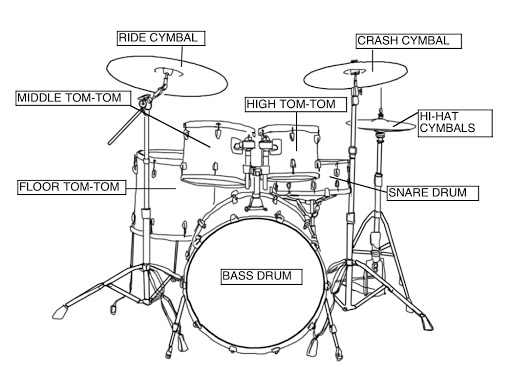 RIDE CYMBAL
CRASH CYMBAL
MIDDLE TOM-TOM
HIGH TOM-TOM
HI-HAT
CYMBALS
FLOOR TOM-TOM
SNARE DRUM
BASS DRUM